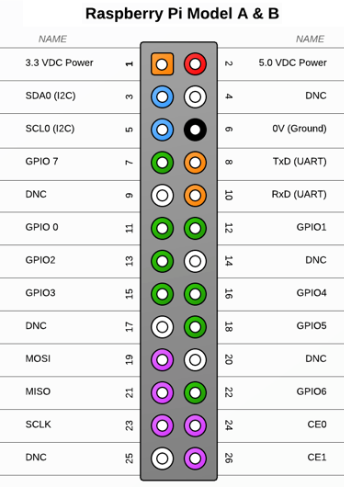 Raspberry Pi Model A & B
NAME NAME
3.3 VDC Power 1 2 5.0 VDC Power
SDA0 (I2C) 3 4 DNC
SCL0 (I2C) 5 6 0V (Ground)
GPIO 7 7 8 TxD (UART)
DNC 9 10 RxD (UART)
GPIO 0 11 12 GPIO1
GPIO2 13 14 DNC
GPIO3 15 16 GPIO4
DNC 17 18 GPIO5
MOSI 19 20 DNC
MISO 21 22 GPIO6
SCLK 23 24 CE0
DNC 25 26 CE1